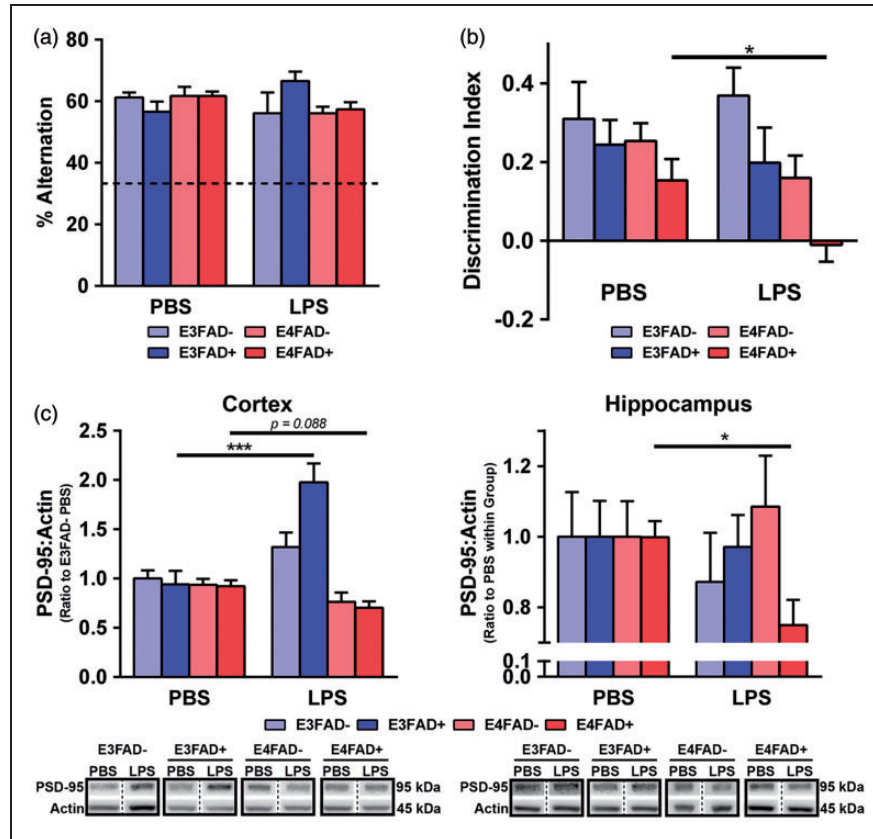 (a)
80
60
40
20
0
% Alternation
PBS LPS
E3FAD- E4FAD-
E3FAD+ E4FAD+
(b)
*
0.4
0.2
0.0
-0.2
Discrimination Index
PBS LPS
E3FAD- E4FAD-
E3FAD+ E4FAD+
(c)
Cortex
p = 0.088
***
2.5
2.0
1.5
1.0
0.5
0.0
PSD-95:Actin
(Ratio to E3FAD- PBS)
PBS LPS
Hippocampus
*
1.2
1.0
0.8
0.1
0.0
PSD-95:Actin
(Ratio to PBS within Group)
PBS LPS
E3FAD- E3FAD+ E4FAD- E4FAD+
E3FAD- E3FAD+ E4FAD- E4FAD+
PBS LPS PBS LPS PBS LPS PBS LPS
PSD-95 95 kDa
Actin 45 kDa
E3FAD- E3FAD+ E4FAD- E4FAD+
PBS LPS PBS LPS PBS LPS PBS LPS
PSD-95 95 kDa
Actin 45 kDa